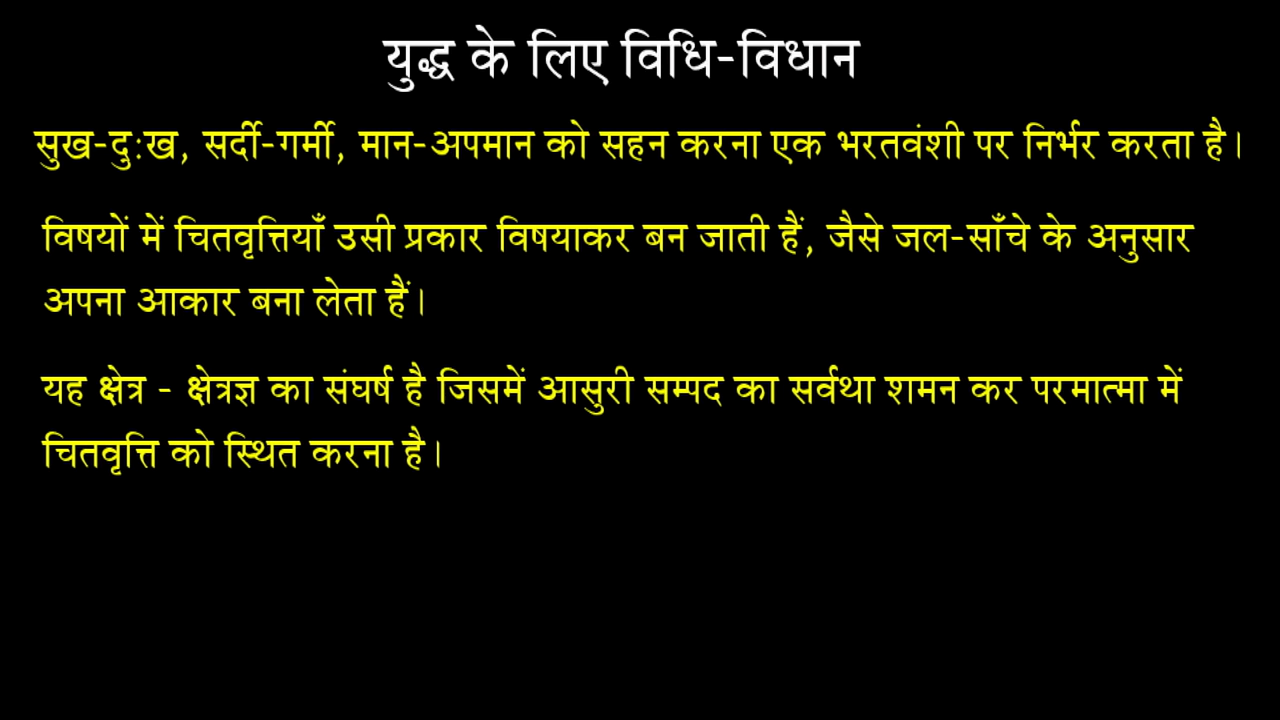 युद्ध के लिए विधि-विधान
सुख-दुःख, सर्दी-गर्मी, मान-अपमान को सहन करना एक भरतवंशी पर निर्भर करता है।
विषयों में चितवृत्तियाँ उसी प्रकार विषयाकर बन जाती हैं, जैसे जल-साँचे के अनुसार
अपना आकार बना लेता हैं।
यह क्षेत्र - क्षेत्रज्ञ का संघर्ष है जिसमें आसुरी सम्पद का सर्वथा शमन कर परमात्मा में
चितवृत्ति को स्थित करना है।